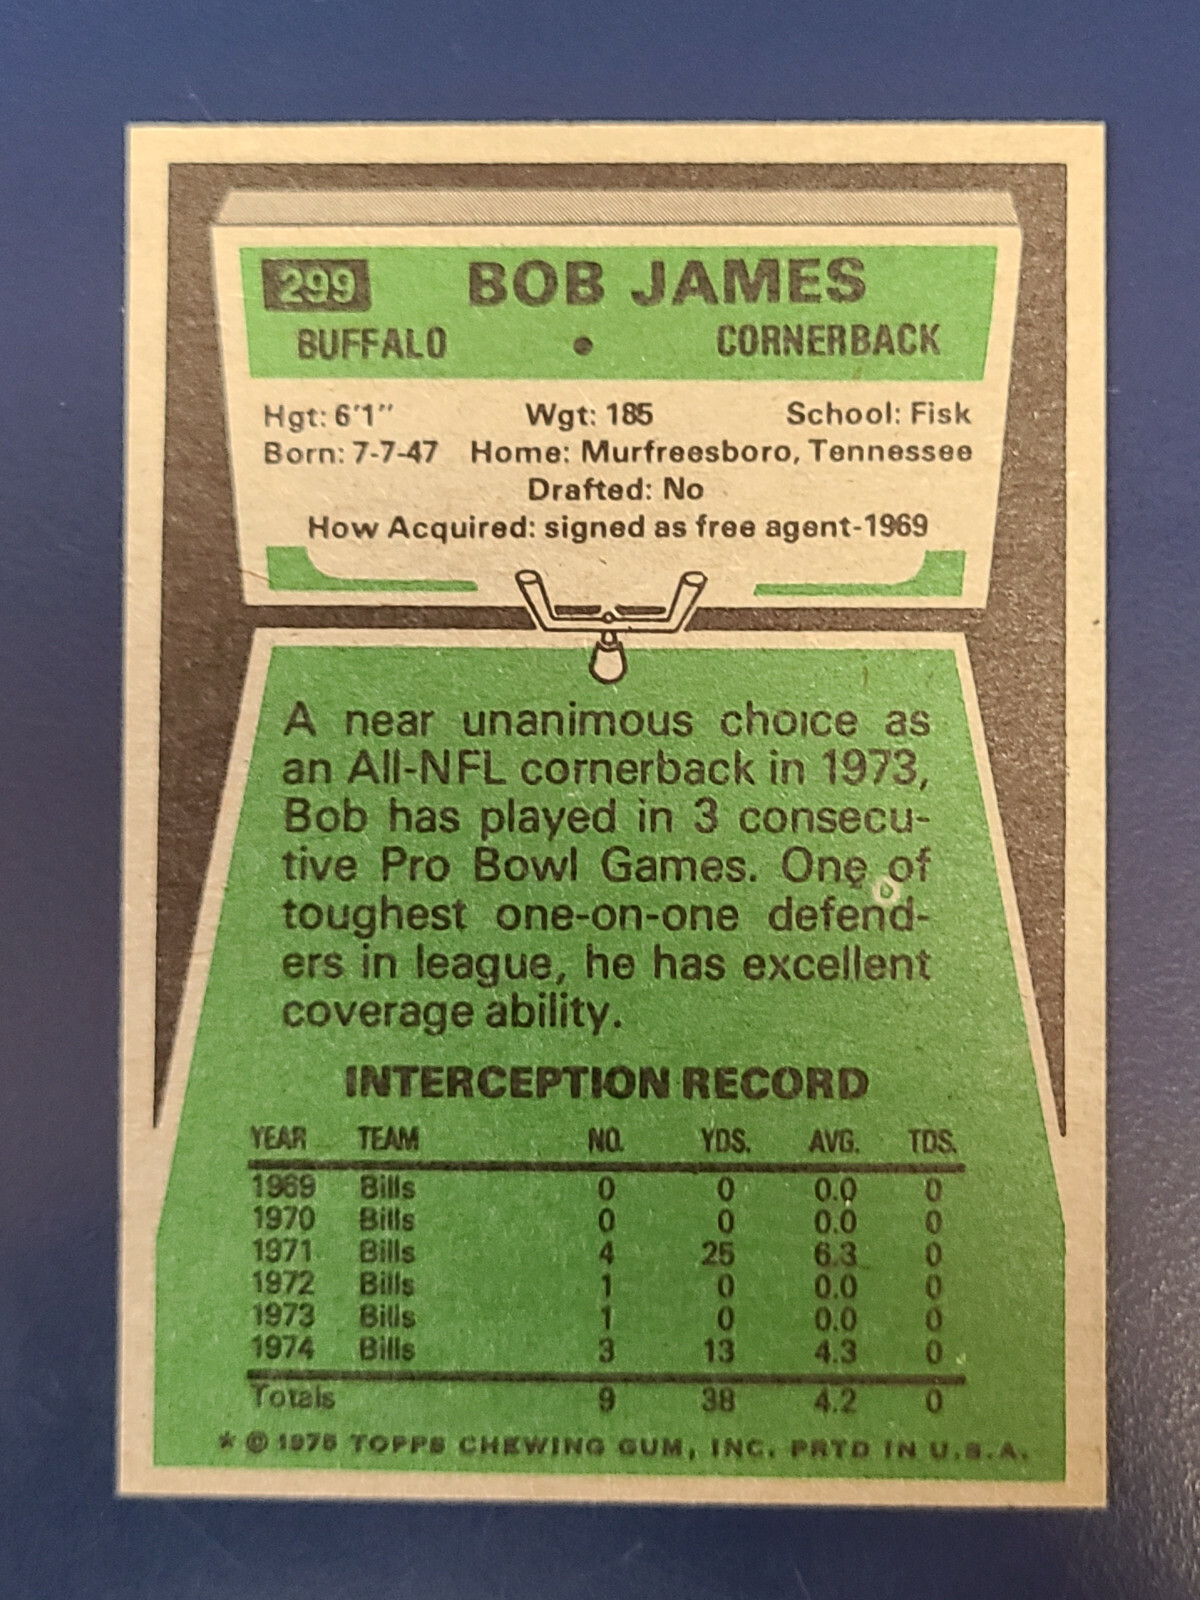 299 BOB JAMES
BUFFALO • CORNERBACK
Hgt: 6'1" Wgt: 185 School: Fisk
Born: 7-7-47 Home: Murfreesboro, Tennessee
Drafted: No
How Acquired: signed as free agent-1969
A near unanimous choice as
an All-NFL cornerback in 1973,
Bob has played in 3 consecu-
tive Pro Bowl Games. One of
toughest one-on-one defend-
ers in league, he has excellent
coverage ability.
INTERCEPTION RECORD
YEAR TEAM NO. YDS. AVG. TDS.
1969 Bills 0 0 0.0 0
1970 Bills 0 0 0.0 0
1971 Bills 4 25 6.3 0
1972 Bills 1 0 0.0 0
1973 Bills 1 0 0.0 0
1974 Bills 3 13 4.3 0
Totals 9 38 4.2 0
* © 1975 TOPPS CHEWING GUM, INC. PRTD IN U.S.A.